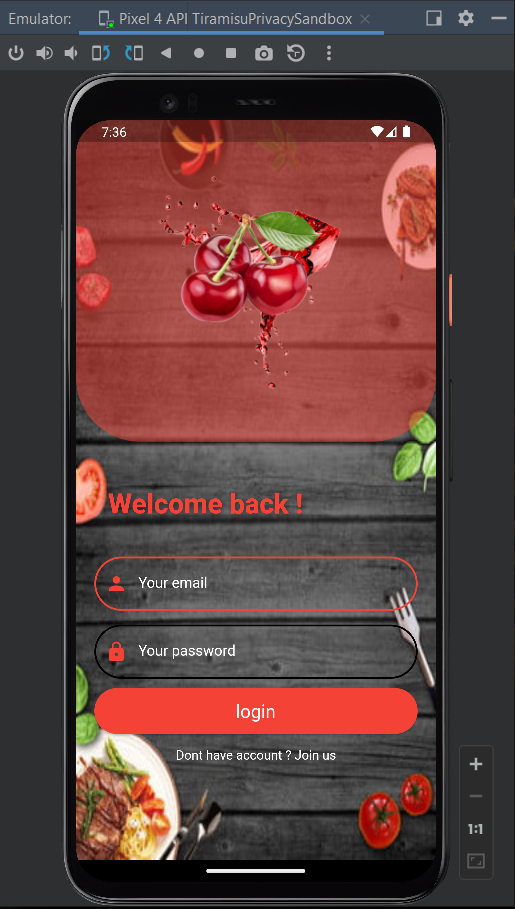 Emulator:
Pixel 4 API TiramisuPrivacySandbox
7:36
Welcome back !
Your email
Your password
login
Dont have account ? Join us
1:1